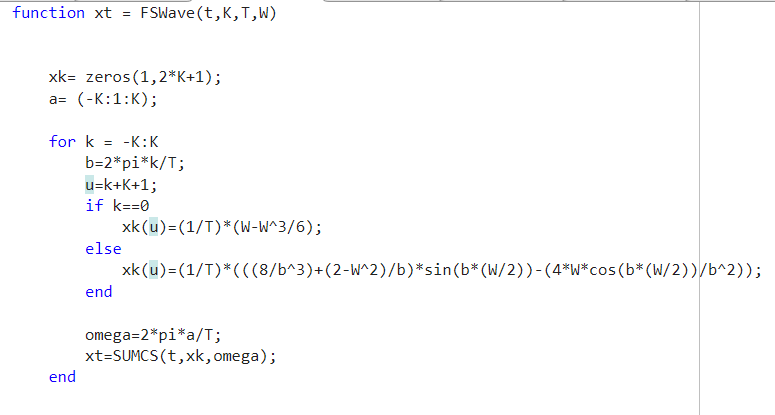 function xt = FSWave(t,K,T,W)
xk= zeros(1,2*K+1);
a= (-K:1:K);
for k = -K:K
b=2*pi*k/T;
u=k+K+1;
if k==0
xk(u)=(1/T)*(W-W^3/6);
else
xk(u)=(1/T)*(((8/b^3)+(2-W^2)/b)*sin(b*(W/2))-(4*W*cos(b*(W/2))/b^2));
end
omega=2*pi*a/T;
xt=SUMCS(t,xk,omega);
end